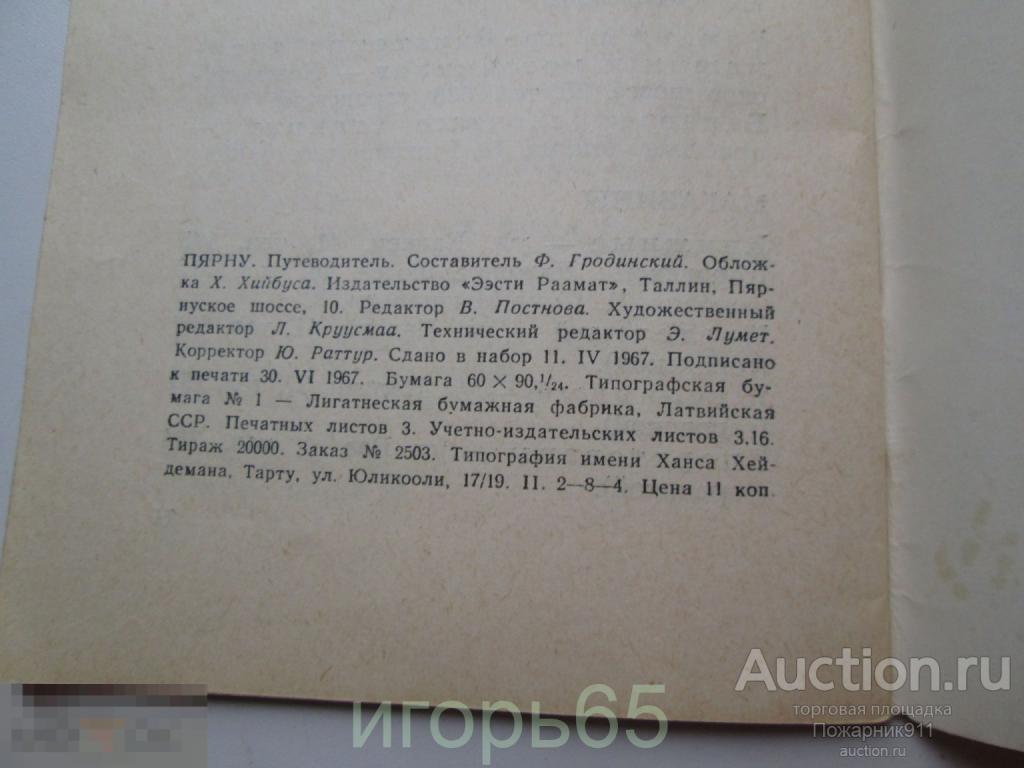 ПЯРНУ. Путеводитель. Составитель Ф. Гродинский. Облож-
ка Х. Хийбуса. Издательство «Ээсти Раамат», Таллин, Пяр-
нуское шоссе, 10. Редактор В. Постнова. Художественный
редактор Л. Круусмаа. Технический редактор Э. Лумет.
Корректор Ю. Раттур. Сдано в набор 11. IV 1967. Подписано
к печати 30. VI 1967. Бумага 60 × 90,¹/₂₄. Типографская бу-
мага № 1 — Лигатнеская бумажная фабрика, Латвийская
ССР. Печатных листов 3. Учетно-издательских листов 3.16.
Тираж 20000. Заказ № 2503. Типография имени Ханса Хей-
демана, Тарту, ул. Юликооли, 17/19. II. 2—8—4. Цена 11 коп
игорь65
Auction.ru
торговая площадка
Пожарник911
auction.ru